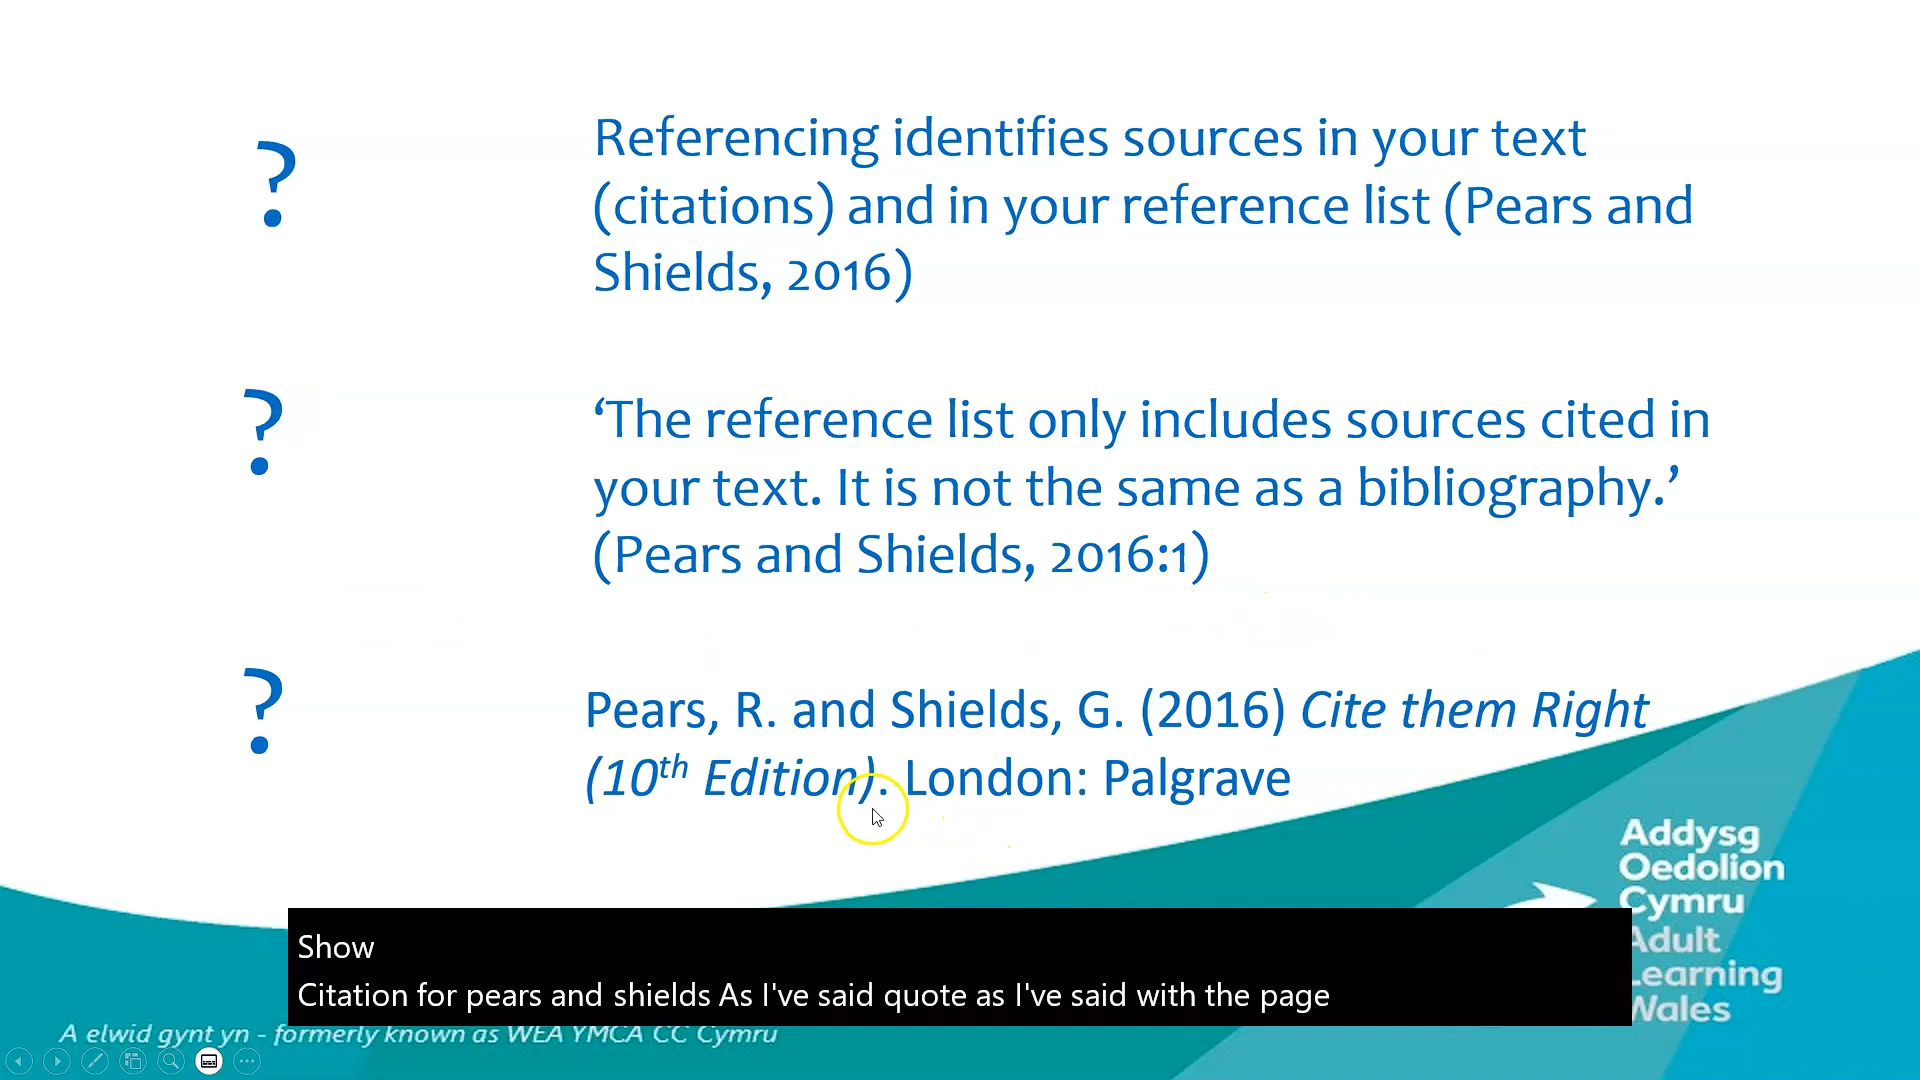 ?
Referencing identifies sources in your text
(citations) and in your reference list (Pears and
Shields, 2016)
?
‘The reference list only includes sources cited in
your text. It is not the same as a bibliography.’
(Pears and Shields, 2016:1)
?
Pears, R. and Shields, G. (2016) Cite them Right
(10th Edition). London: Palgrave
Addysg
Oedolion
Cymru
Adult
Learning
Wales
Show
Citation for pears and shields As I've said quote as I've said with the page
A elwid gynt yn - formerly known as WEA YMCA CC Cymru